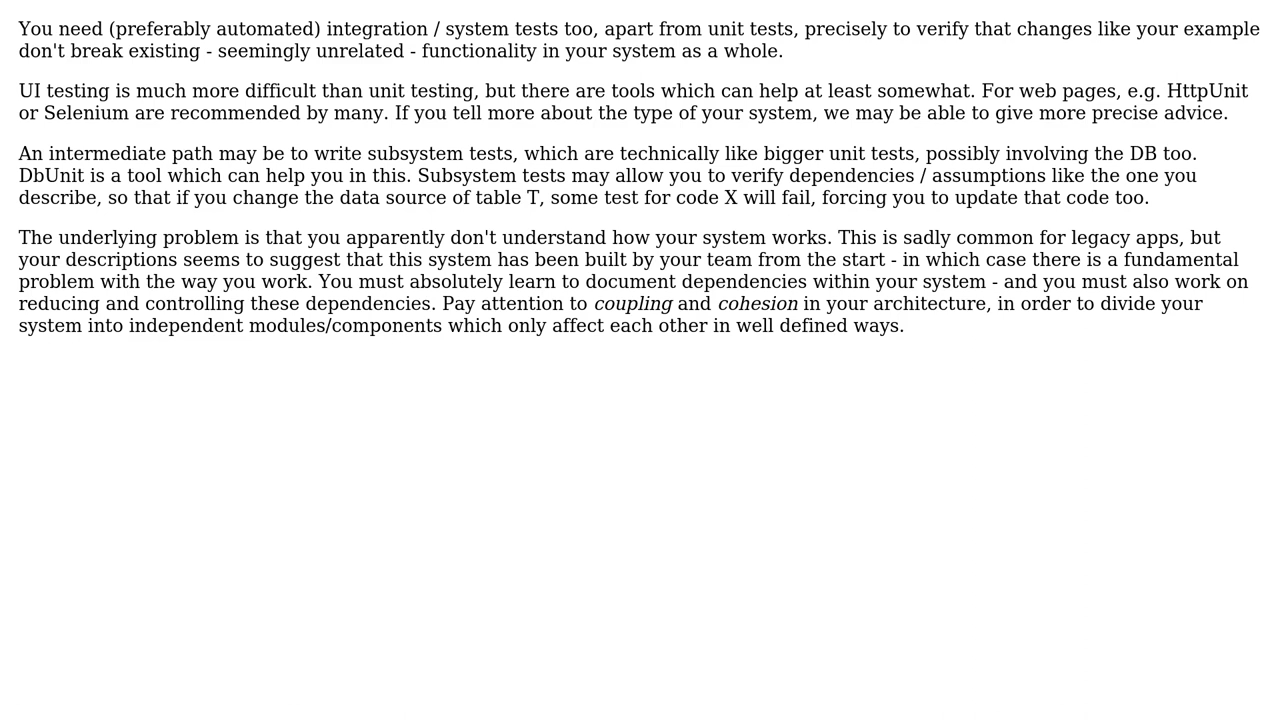 You need (preferably automated) integration / system tests too, apart from unit tests, precisely to verify that changes like your example
don't break existing - seemingly unrelated - functionality in your system as a whole.
UI testing is much more difficult than unit testing, but there are tools which can help at least somewhat. For web pages, e.g. HttpUnit
or Selenium are recommended by many. If you tell more about the type of your system, we may be able to give more precise advice.
An intermediate path may be to write subsystem tests, which are technically like bigger unit tests, possibly involving the DB too.
DbUnit is a tool which can help you in this. Subsystem tests may allow you to verify dependencies / assumptions like the one you
describe, so that if you change the data source of table T, some test for code X will fail, forcing you to update that code too.
The underlying problem is that you apparently don't understand how your system works. This is sadly common for legacy apps, but
your descriptions seems to suggest that this system has been built by your team from the start - in which case there is a fundamental
problem with the way you work. You must absolutely learn to document dependencies within your system - and you must also work on
reducing and controlling these dependencies. Pay attention to coupling and cohesion in your architecture, in order to divide your
system into independent modules/components which only affect each other in well defined ways.